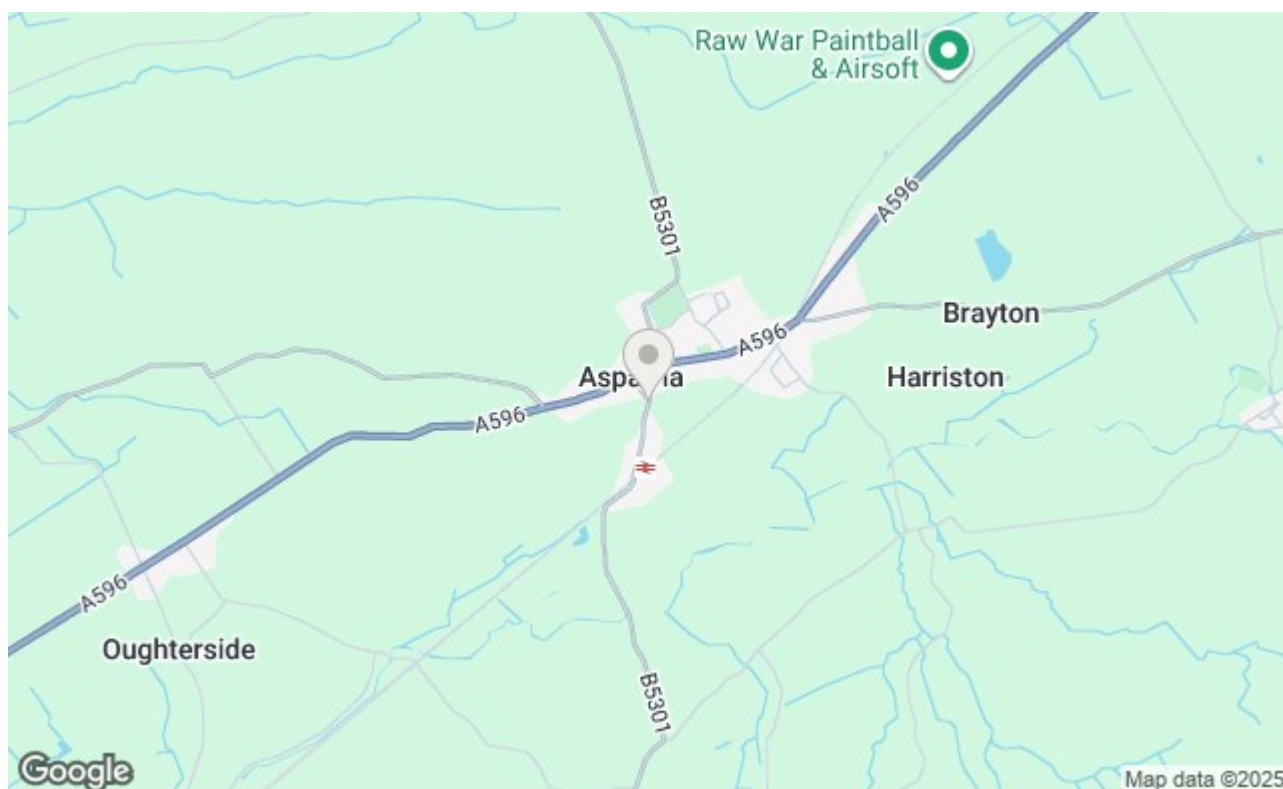 Raw War Paintball
& Airsoft
A596
B5301
Brayton
A596
Harriston
A596
A596
Oughterside
B5301
Google
Map data ©2025